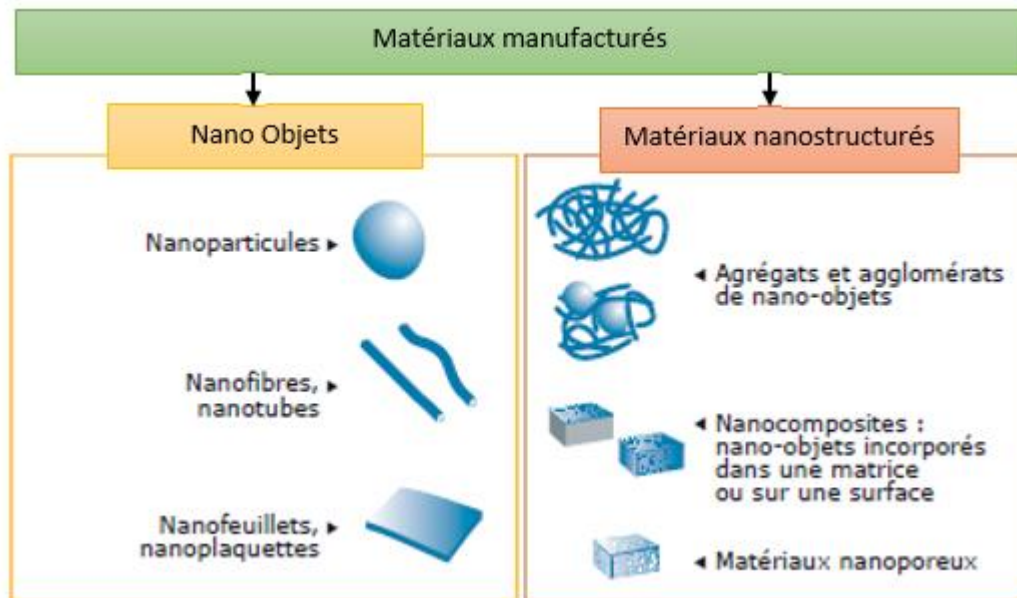 Matériaux manufacturés
Nano Objets
Matériaux nanostructurés
Nanoparticules ▸
Nanofibres, ▸
nanotubes
Nanofeuillets, ▸
nanoplaquettes
◂ Agrégats et agglomérats
de nano-objets
◂ Nanocomposites :
nano-objets incorporés
dans une matrice
ou sur une surface
◂ Matériaux nanoporeux